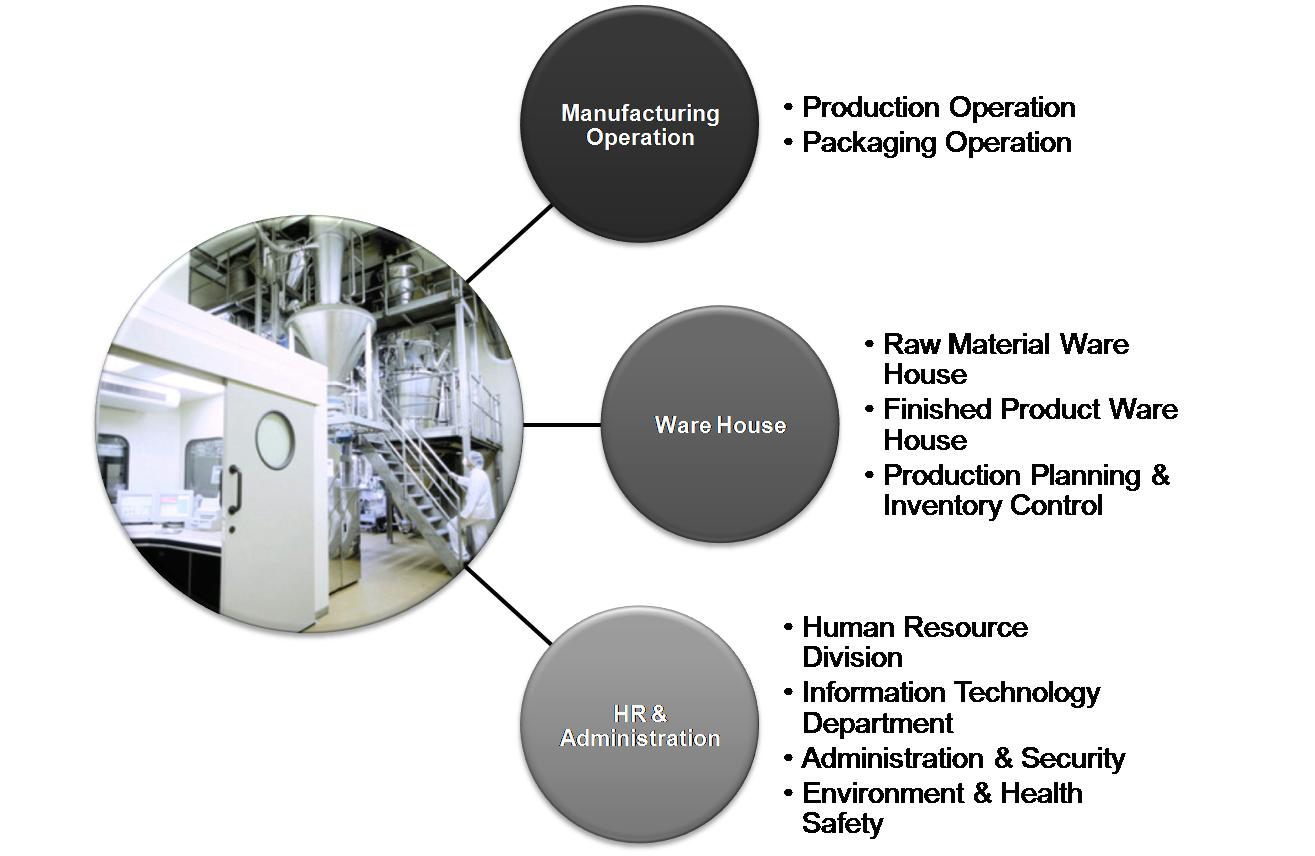 Manufacturing
Operation
• Production Operation
• Packaging Operation
Ware House
• Raw Material Ware
House
• Finished Product Ware
House
• Production Planning &
Inventory Control
HR &
Administration
• Human Resource
Division
• Information Technology
Department
• Administration & Security
• Environment & Health
Safety